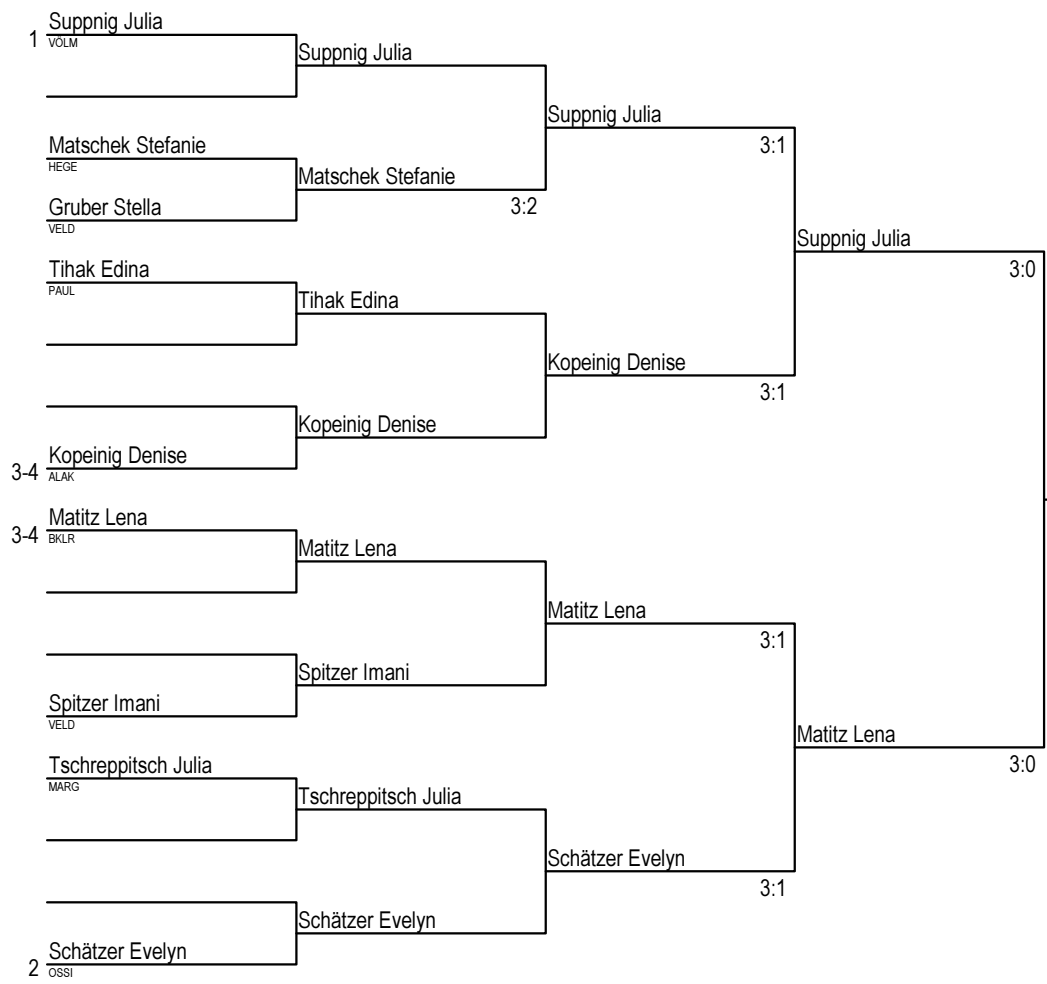 Suppnig Julia
1 VÖLM
Suppnig Julia
Suppnig Julia
3:1
Matschek Stefanie
HEGE
Matschek Stefanie
3:2
Gruber Stella
VELD
Suppnig Julia
3:0
Tihak Edina
PAUL
Tihak Edina
Kopeinig Denise
3:1
Kopeinig Denise
Kopeinig Denise
3-4 ALAK
Matitz Lena
3-4 BKLR
Matitz Lena
Matitz Lena
3:1
Spitzer Imani
Spitzer Imani
VELD
Matitz Lena
3:0
Tschreppitsch Julia
MARG
Tschreppitsch Julia
Schätzer Evelyn
3:1
Schätzer Evelyn
Schätzer Evelyn
2 OSSI